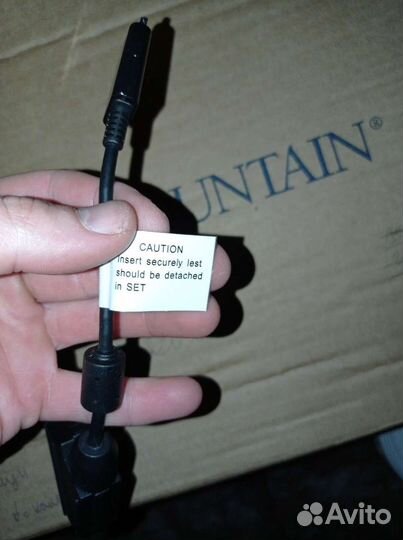 UNTAIN®
CAUTION
Insert securely lest
should be detached
in SET
Avito